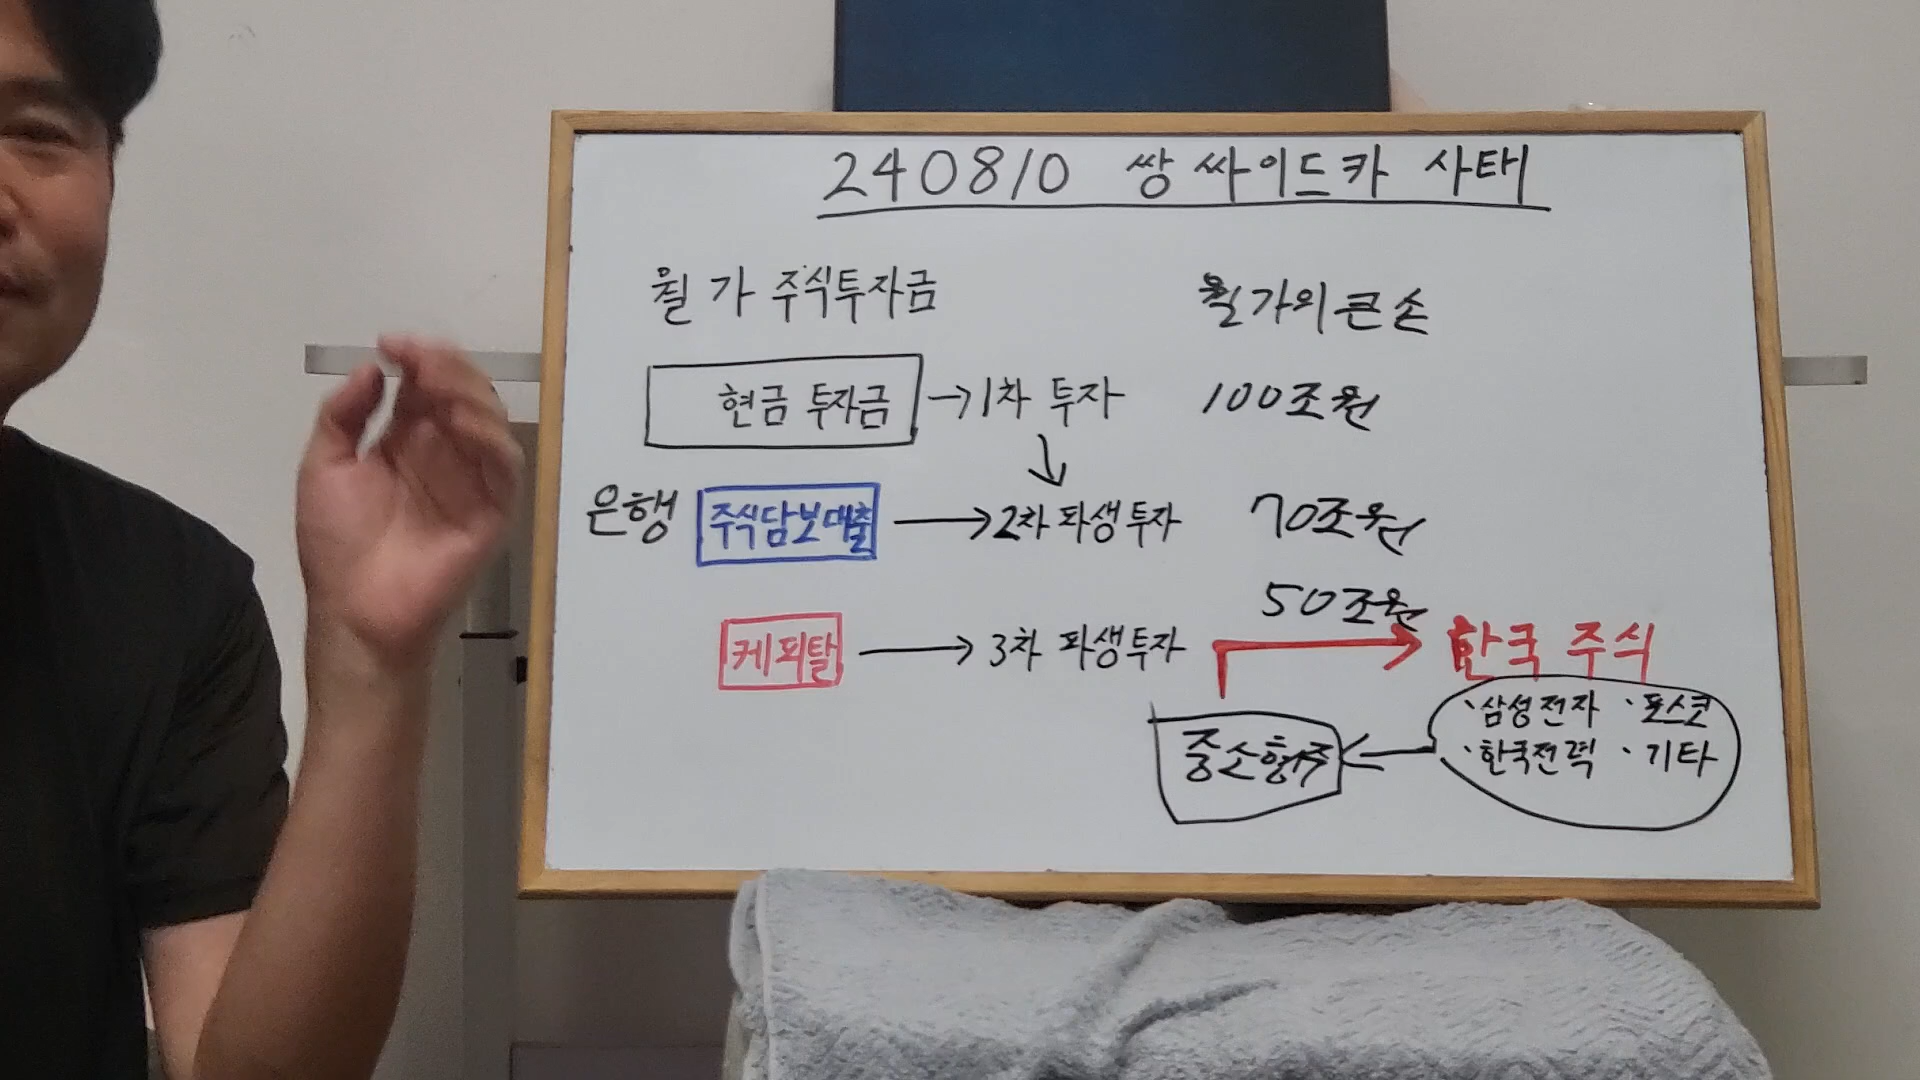 240810 쌍 싸이드카 사태
월가 주식투자금 월가의 큰 손
현금 투자금 → 1차 투자 100조원
은행 주식담보대출 → 2차 파생투자 70조원
50조원
케피탈 → 3차 파생투자 → 한국 주식
·삼성전자 ·포스코
중소형주 ← ·한국전력 ·기타